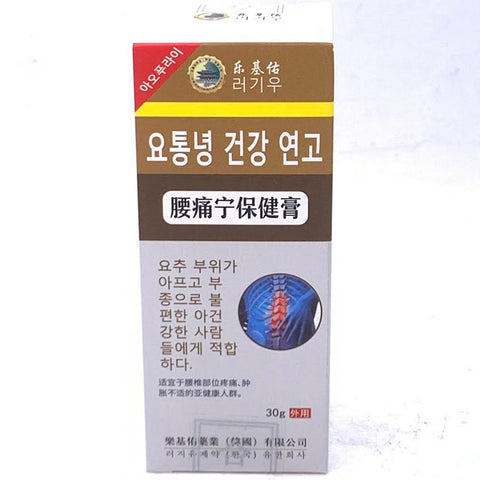 아오푸라이
乐基佑
러기우
요통녕 건강 연고
腰痛宁保健膏
요추 부위가
아프고 부
종으로 불
편한 아건
강한 사람
들에게 적합
하다.
适宜于腰椎部位疼痛、肿
胀不适的亚健康人群。
30g 外用
樂基佑藥業（韓國）有限公司
러지유제약 (한국) 유한회사